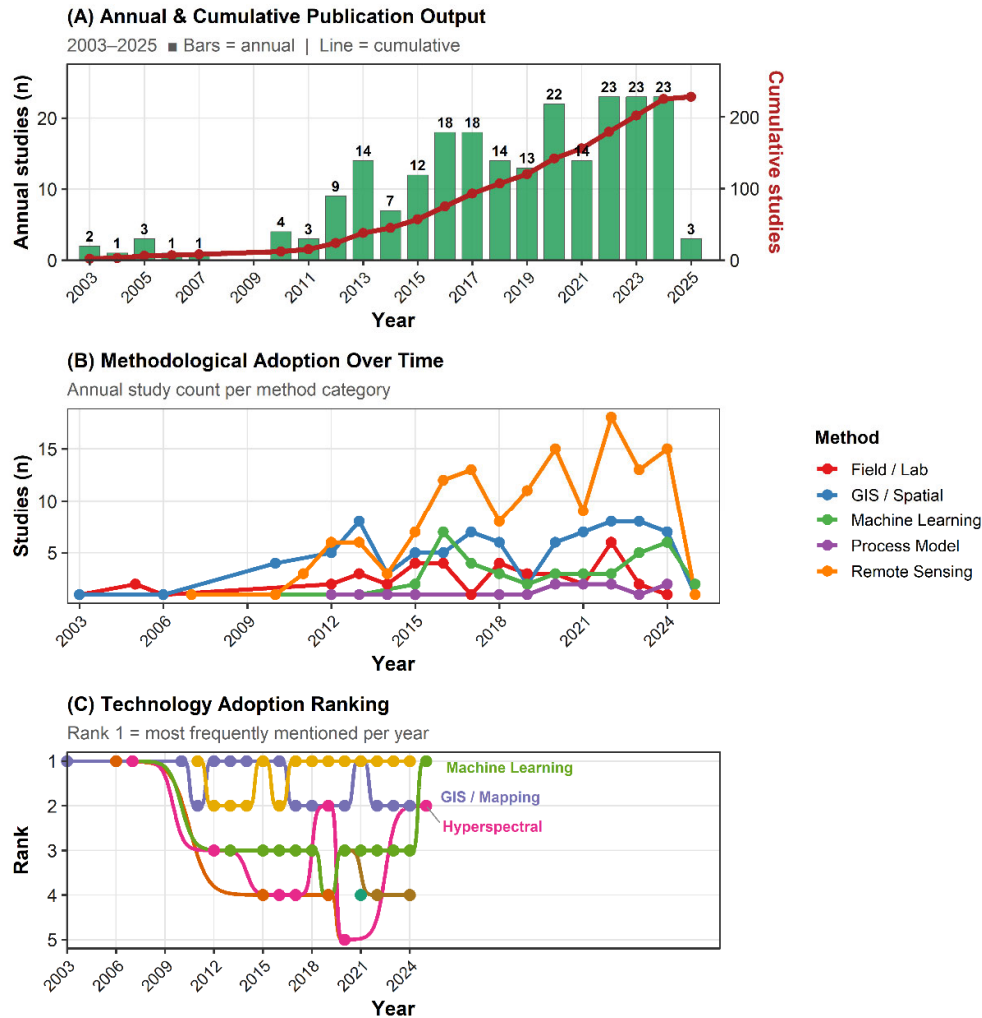 (A) Annual & Cumulative Publication Output
2003–2025 ■ Bars = annual | Line = cumulative
Annual studies (n)
Cumulative studies
20
10
0
200
100
0
2 1 3 1 1 4 3 9 14 7 12 18 18 14 13 22 14 23 23 23 3
2003 2005 2007 2009 2011 2013 2015 2017 2019 2021 2023 2025
Year
(B) Methodological Adoption Over Time
Annual study count per method category
Studies (n)
15
10
5
2003 2006 2009 2012 2015 2018 2021 2024
Year
Method
Field / Lab
GIS / Spatial
Machine Learning
Process Model
Remote Sensing
(C) Technology Adoption Ranking
Rank 1 = most frequently mentioned per year
Rank
1
2
3
4
5
Machine Learning
GIS / Mapping
Hyperspectral
2003 2006 2009 2012 2015 2018 2021 2024
Year